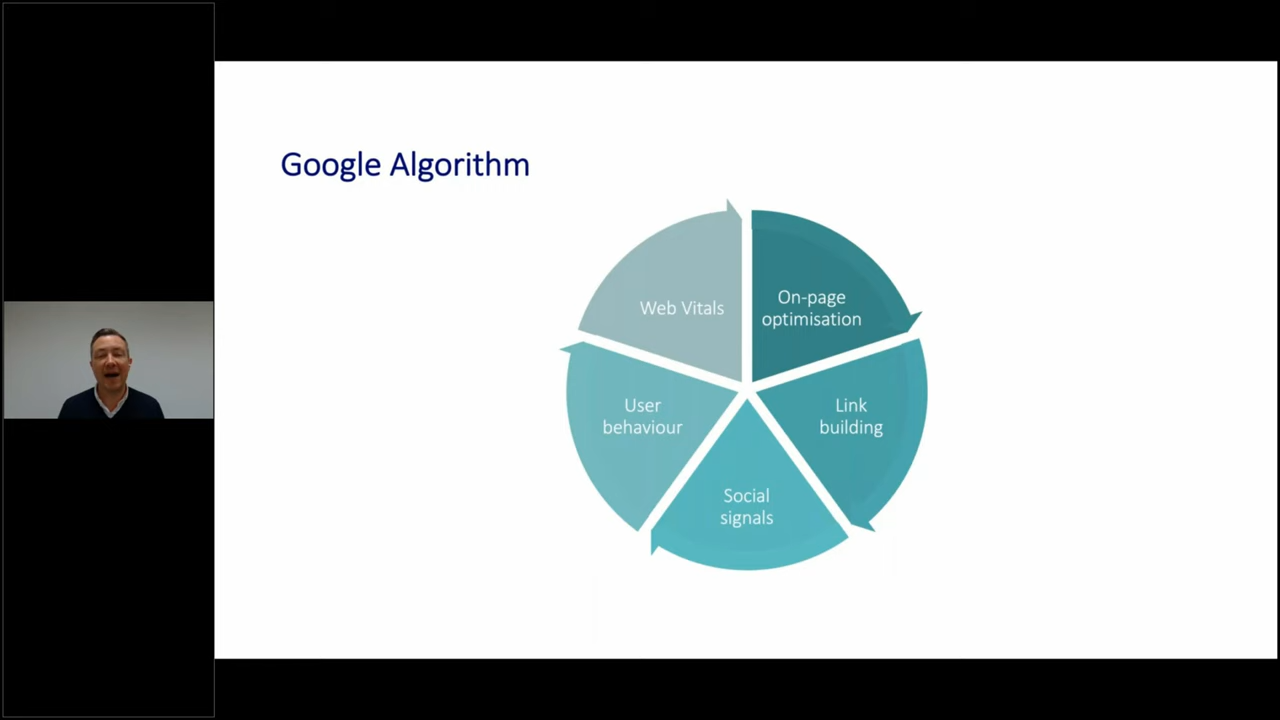 Google Algorithm
Web Vitals
On-page
optimisation
User
behaviour
Link
building
Social
signals